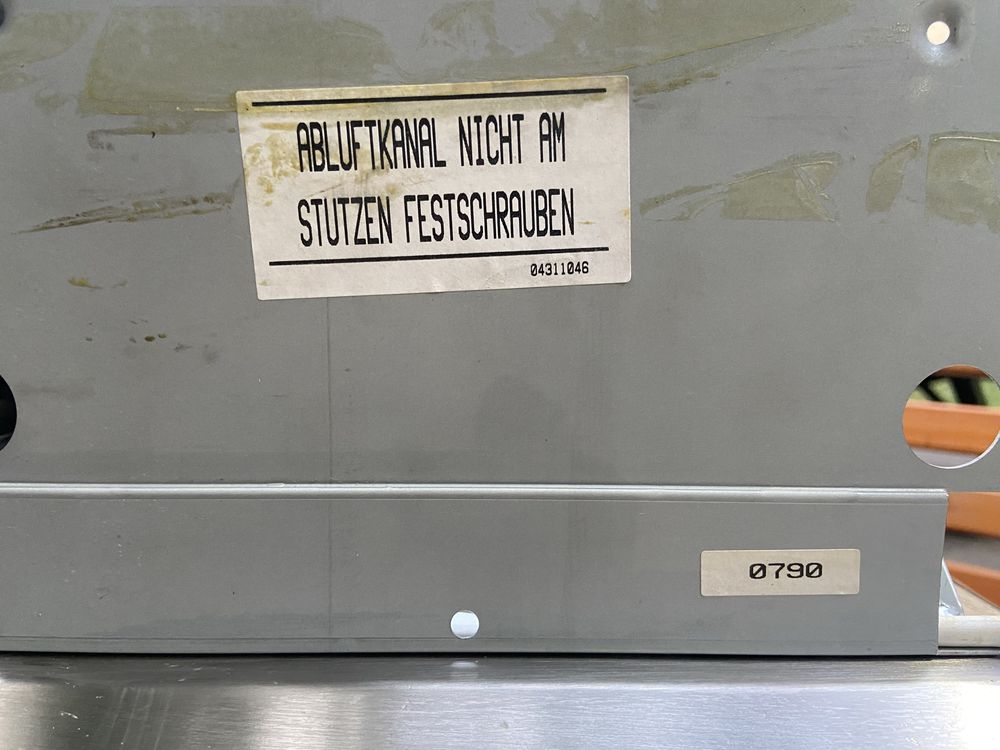 ABLUFTKANAL NICHT AM
STUTZEN FESTSCHRAUBEN
04311046
0790